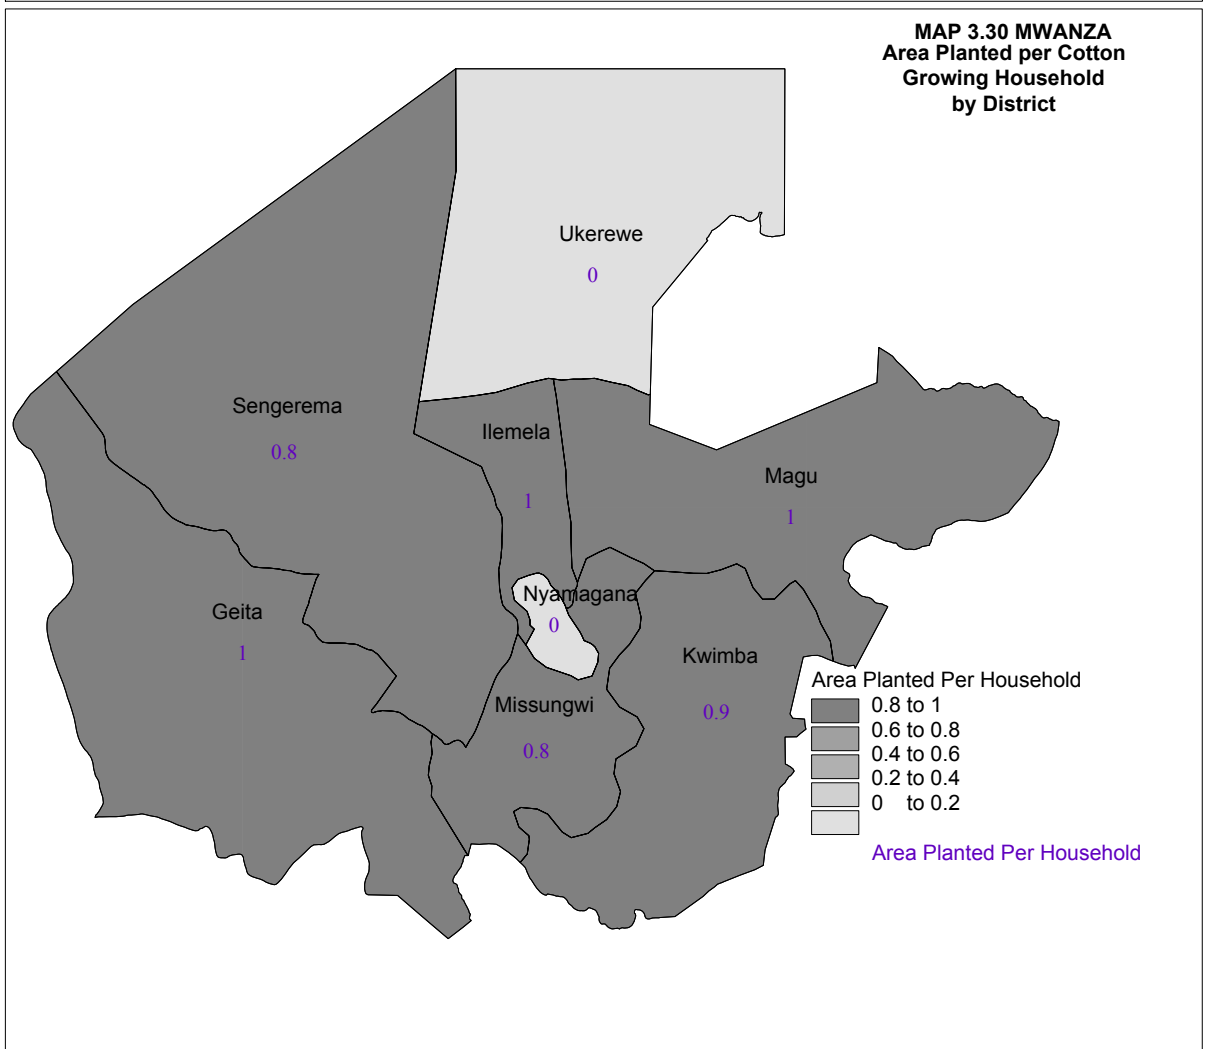 MAP 3.30 MWANZA
Area Planted per Cotton
Growing Household
by District
Ukerewe
0
Sengerema
0.8
Ilemela
1
Magu
1
Nyamagana
0
Geita
1
Kwimba
0.9
Missungwi
0.8
Area Planted Per Household
0.8 to 1
0.6 to 0.8
0.4 to 0.6
0.2 to 0.4
0 to 0.2
Area Planted Per Household